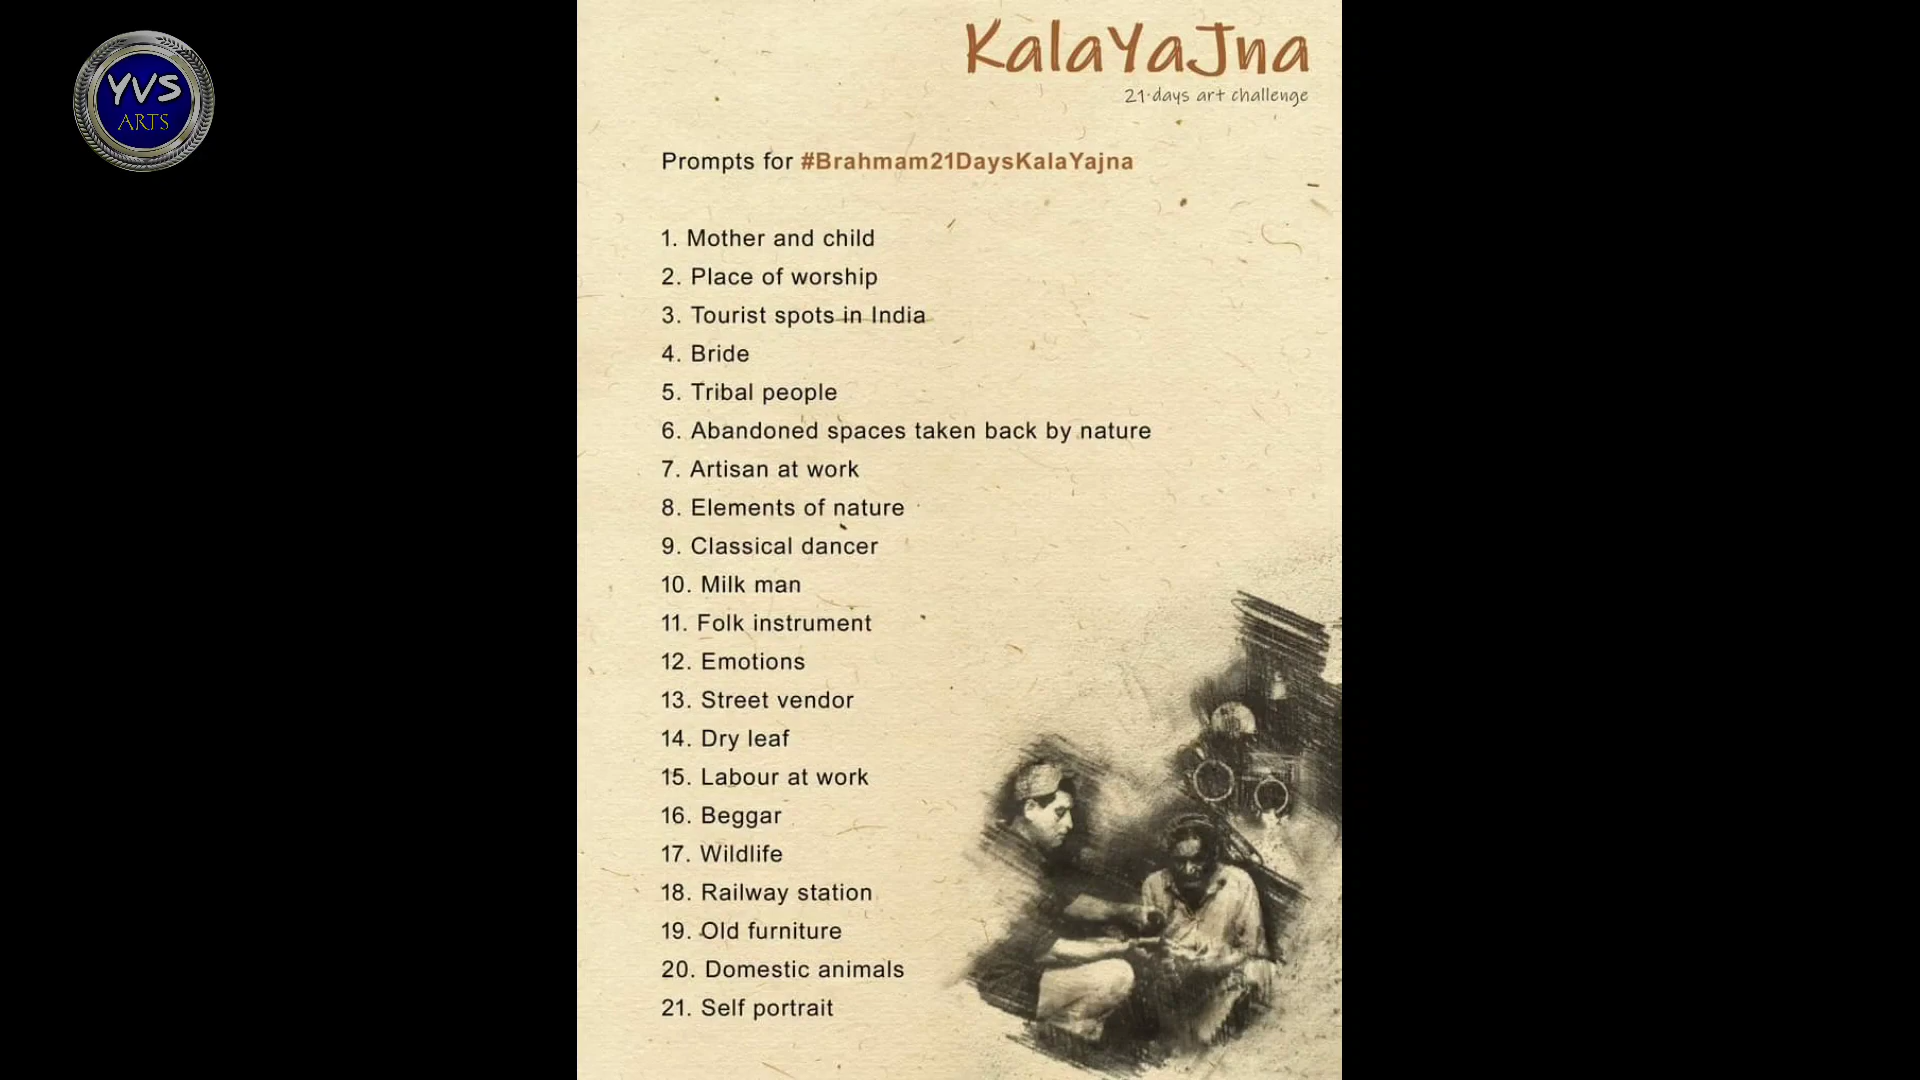 YVS
ARTS
KalaYaJna
21-days art challenge
Prompts for #Brahmam21DaysKalaYajna
1. Mother and child
2. Place of worship
3. Tourist spots in India
4. Bride
5. Tribal people
6. Abandoned spaces taken back by nature
7. Artisan at work
8. Elements of nature
9. Classical dancer
10. Milk man
11. Folk instrument
12. Emotions
13. Street vendor
14. Dry leaf
15. Labour at work
16. Beggar
17. Wildlife
18. Railway station
19. Old furniture
20. Domestic animals
21. Self portrait